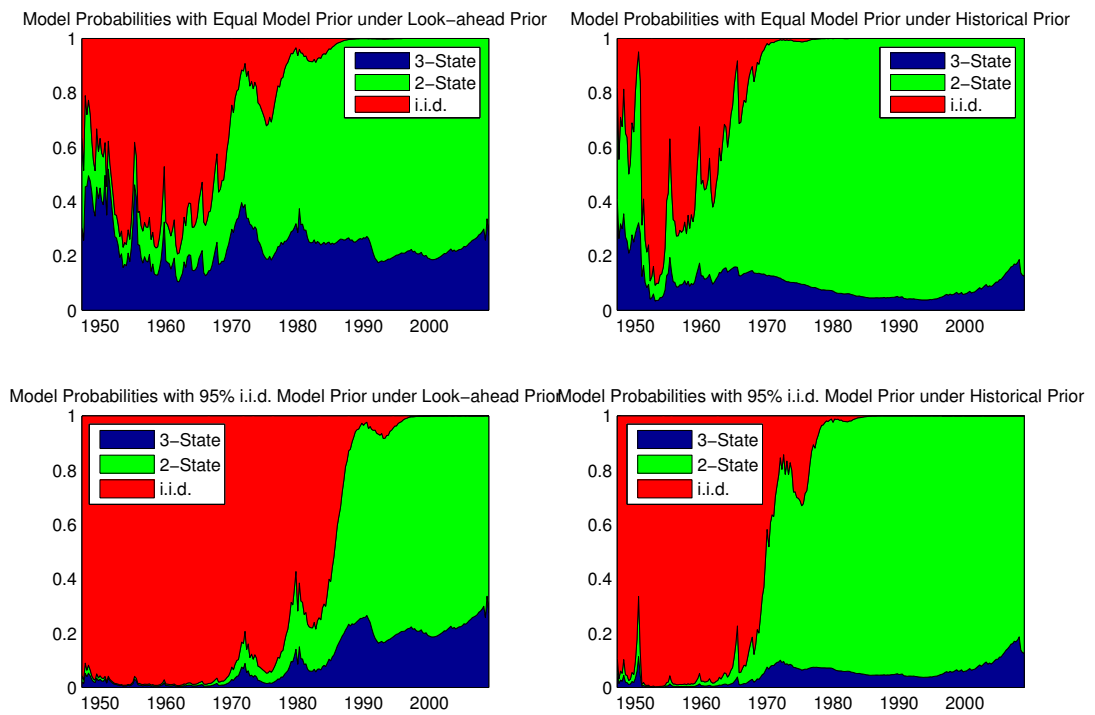 Model Probabilities with Equal Model Prior under Look−ahead Prior
1
0.8
0.6
0.4
0.2
0
1950 1960 1970 1980 1990 2000
3−State
2−State
i.i.d.
Model Probabilities with Equal Model Prior under Historical Prior
1
0.8
0.6
0.4
0.2
0
1950 1960 1970 1980 1990 2000
3−State
2−State
i.i.d.
Model Probabilities with 95% i.i.d. Model Prior under Look−ahead Prior
1
0.8
0.6
0.4
0.2
0
1950 1960 1970 1980 1990 2000
3−State
2−State
i.i.d.
Model Probabilities with 95% i.i.d. Model Prior under Historical Prior
1
0.8
0.6
0.4
0.2
0
1950 1960 1970 1980 1990 2000
3−State
2−State
i.i.d.